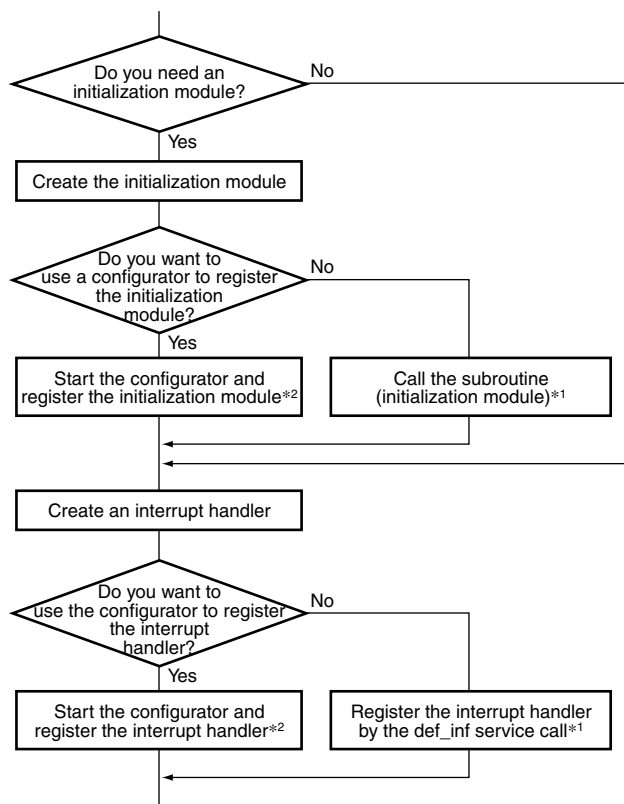 Do you need an
initialization module?
No
Yes
Create the initialization module
Do you want to
use a configurator to register
the initialization
module?
No
Yes
Start the configurator and
register the initialization module*2
Call the subroutine
(initialization module)*1
Create an interrupt handler
Do you want to
use the configurator to register
the interrupt
handler?
No
Yes
Start the configurator and
register the interrupt handler*2
Register the interrupt handler
by the def_inf service call*1